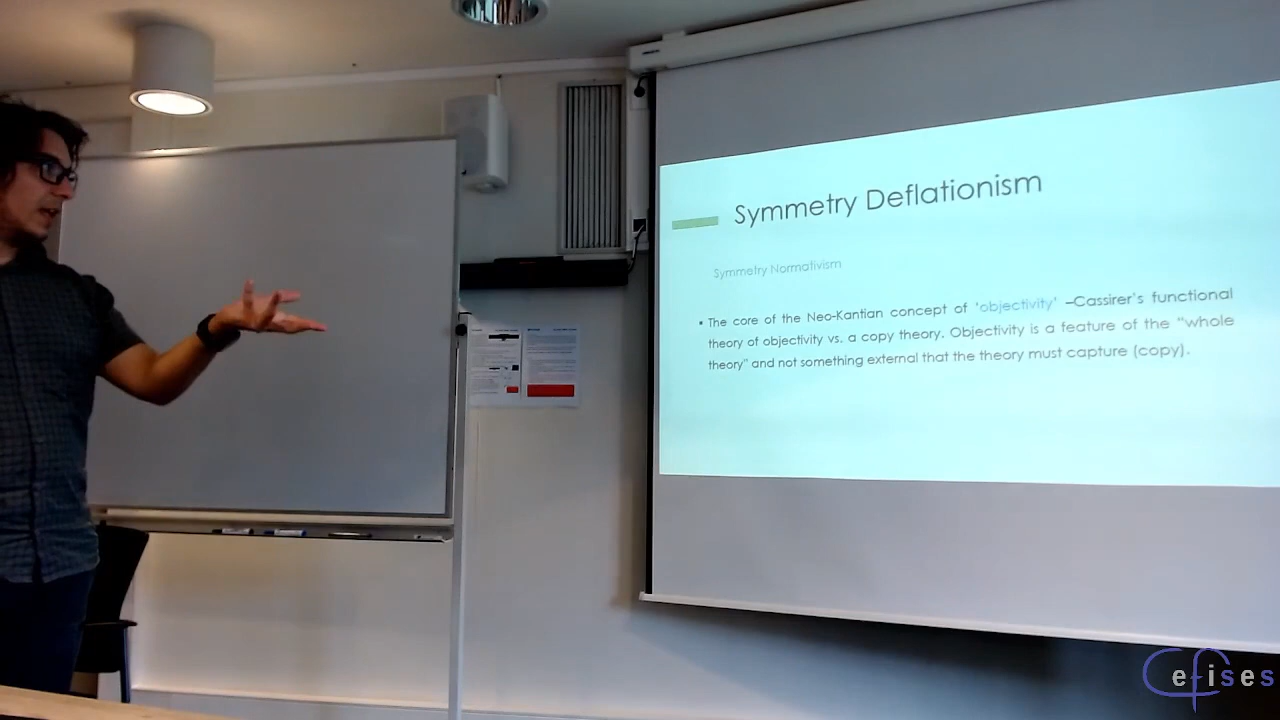 Symmetry Deflationism
Symmetry Normativism
▪ The core of the Neo-Kantian concept of ‘objectivity’ –Cassirer’s functional
theory of objectivity vs. a copy theory. Objectivity is a feature of the “whole
theory” and not something external that the theory must capture (copy).
Cefises